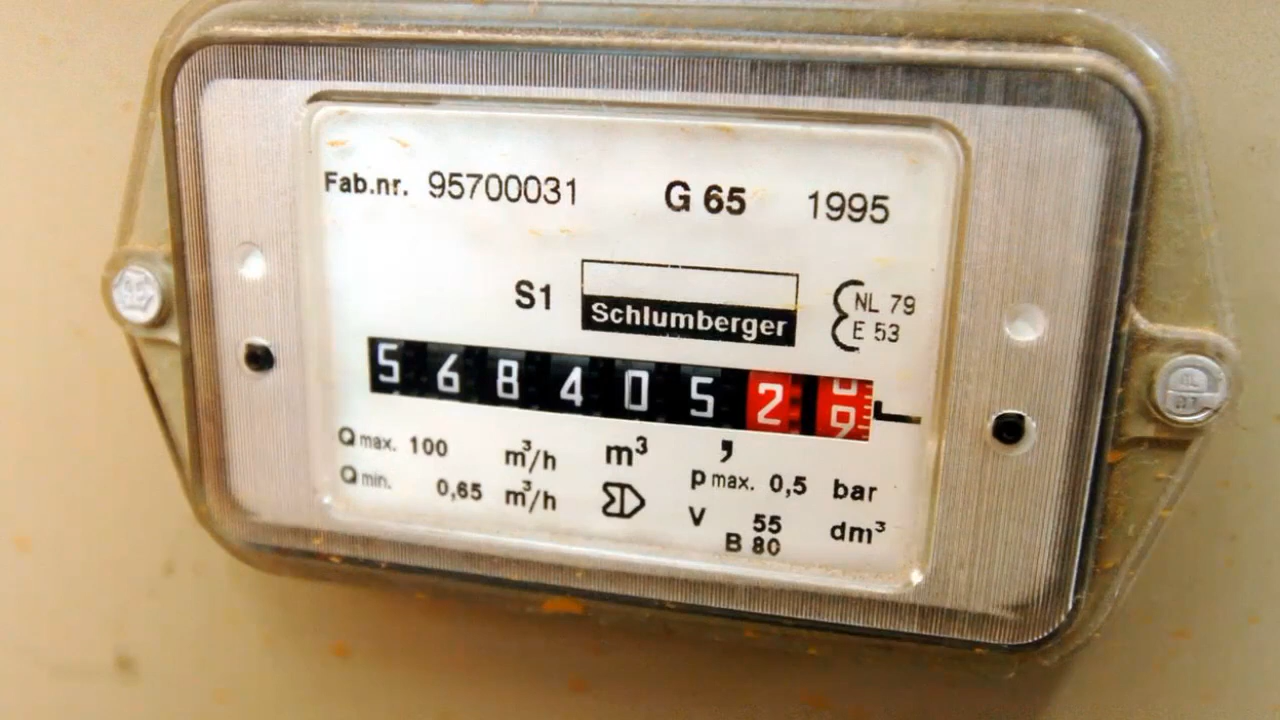 Fab.nr. 95700031 G 65 1995
S1 Schlumberger NL 79
E 53
5 6 8 4 0 5 2 9
Q max. 100 m³/h m³ , p max. 0,5 bar
Q min. 0,65 m³/h V 55 dm³
B 80